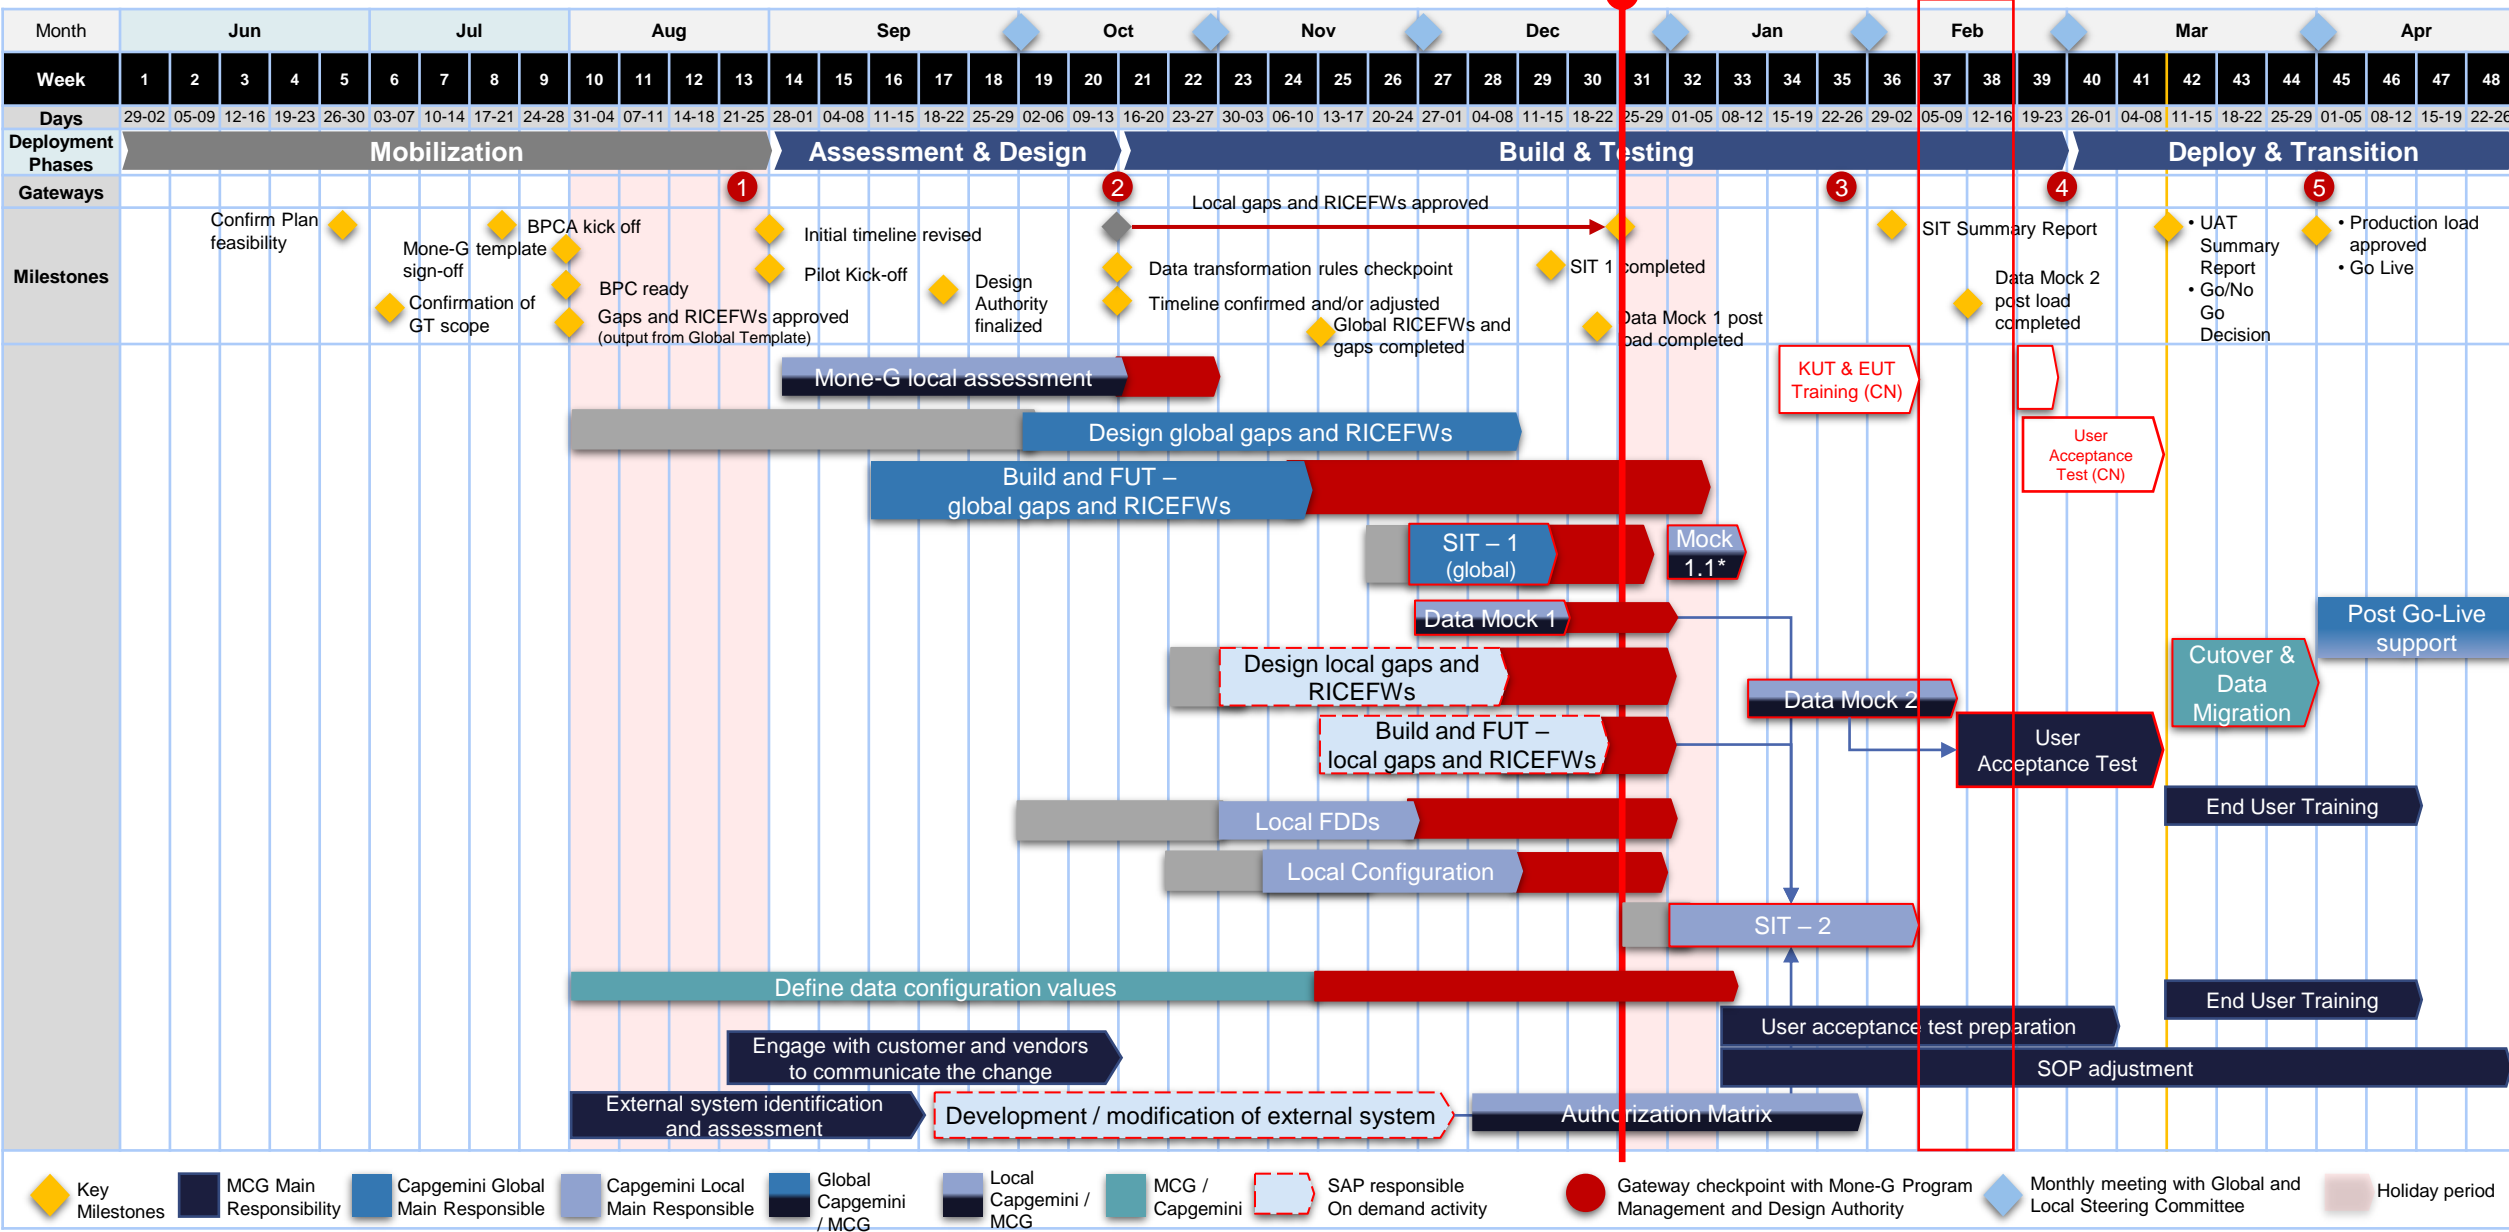 Month Jun Jul Aug Sep Oct Nov Dec Jan Feb Mar Apr
Week 1 2 3 4 5 6 7 8 9 10 11 12 13 14 15 16 17 18 19 20 21 22 23 24 25 26 27 28 29 30 31 32 33 34 35 36 37 38 39 40 41 42 43 44 45 46 47 48
Days 29-02 05-09 12-16 19-23 26-30 03-07 10-14 17-21 24-28 31-04 07-11 14-18 21-25 28-01 04-08 11-15 18-22 25-29 02-06 09-13 16-20 23-27 30-03 06-10 13-17 20-24 27-01 04-08 11-15 18-22 25-29 01-05 08-12 15-19 22-26 29-02 05-09 12-16 19-23 26-01 04-08 11-15 18-22 25-29 01-05 08-12 15-19 22-26
Deployment
Phases
Mobilization Assessment & Design Build & Testing Deploy & Transition
Gateways 1 2 3 4 5
Milestones
Confirm Plan
feasibility
BPCA kick off
Mone-G template
sign-off
Confirmation of
GT scope
BPC ready
Gaps and RICEFWs approved
(output from Global Template)
Initial timeline revised
Pilot Kick-off
Design
Authority
finalized
Local gaps and RICEFWs approved
Data transformation rules checkpoint
Timeline confirmed and/or adjusted
Global RICEFWs and
gaps completed
SIT 1 completed
Data Mock 1 post
load completed
SIT Summary Report
Data Mock 2
post load
completed
• UAT
Summary
Report
• Go/No
Go
Decision
• Production load
approved
• Go Live
Mone-G local assessment
KUT & EUT
Training (CN)
Design global gaps and RICEFWs
User
Acceptance
Test (CN)
Build and FUT –
global gaps and RICEFWs
SIT – 1
(global)
Mock
1.1*
Data Mock 1
Post Go-Live
support
Design local gaps and
RICEFWs
Cutover &
Data
Migration
Data Mock 2
Build and FUT –
local gaps and RICEFWs
User
Acceptance Test
Local FDDs
End User Training
Local Configuration
SIT – 2
Define data configuration values
End User Training
User acceptance test preparation
Engage with customer and vendors
to communicate the change
SOP adjustment
External system identification
and assessment
Development / modification of external system
Authorization Matrix
Key
Milestones
MCG Main
Responsibility
Capgemini Global
Main Responsible
Capgemini Local
Main Responsible
Global
Capgemini
/ MCG
Local
Capgemini /
MCG
MCG /
Capgemini
SAP responsible
On demand activity
Gateway checkpoint with Mone-G Program
Management and Design Authority
Monthly meeting with Global and
Local Steering Committee
Holiday period